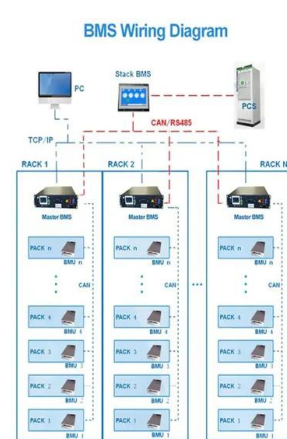 BMS Wiring Diagram
Stack BMS
PC
PCS
CAN/RS485
TCP/IP
RACK 1
RACK 2
RACK N
Master BMS
Master BMS
Master BMS
PACK n
PACK n
PACK n
BMU n
BMU n
BMU n
CAN
CAN
CAN
PACK 4
PACK 4
PACK 4
BMU 4
BMU 4
BMU 4
PACK 3
PACK 3
PACK 3
BMU 3
BMU 3
BMU 3
PACK 2
PACK 2
PACK 2
BMU 2
BMU 2
BMU 2
PACK 1
PACK 1
PACK 1
BMU 1
BMU 1
BMU 1